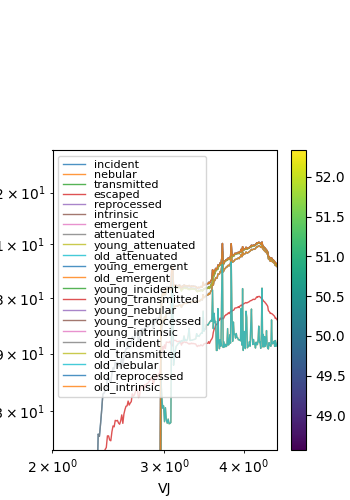 incident
nebular
transmitted
escaped
reprocessed
intrinsic
emergent
attenuated
young_attenuated
old_attenuated
young_emergent
old_emergent
young_incident
young_transmitted
young_nebular
young_reprocessed
young_intrinsic
old_incident
old_transmitted
old_nebular
old_reprocessed
old_intrinsic
2 × 10⁰
3 × 10⁰
4 × 10⁰
VJ
52.0
51.5
51.0
50.5
50.0
49.5
49.0